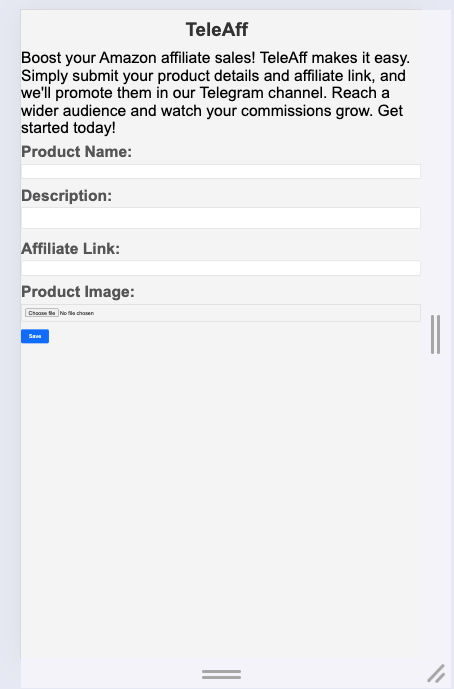 TeleAff
Boost your Amazon affiliate sales! TeleAff makes it easy.
Simply submit your product details and affiliate link, and
we'll promote them in our Telegram channel. Reach a
wider audience and watch your commissions grow. Get
started today!
Product Name:
Description:
Affiliate Link:
Product Image:
Choose file No file chosen
Save